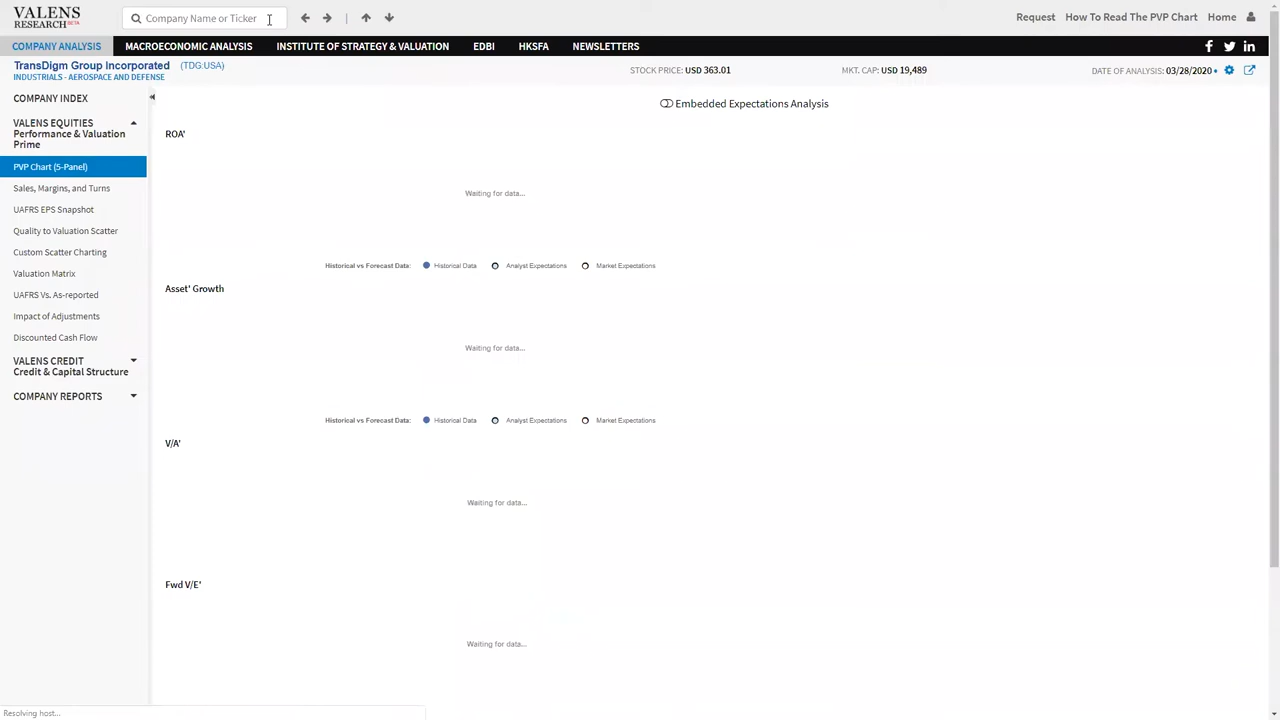 VALENS
RESEARCH BETA
Company Name or Ticker
Request How To Read The PVP Chart Home
COMPANY ANALYSIS MACROECONOMIC ANALYSIS INSTITUTE OF STRATEGY & VALUATION EDBI HKSFA NEWSLETTERS
TransDigm Group Incorporated (TDG:USA)
INDUSTRIALS - AEROSPACE AND DEFENSE
STOCK PRICE: USD 363.01 MKT. CAP: USD 19,489 DATE OF ANALYSIS: 03/28/2020
COMPANY INDEX
VALENS EQUITIES
Performance & Valuation
Prime
PVP Chart (5-Panel)
Sales, Margins, and Turns
UAFRS EPS Snapshot
Quality to Valuation Scatter
Custom Scatter Charting
Valuation Matrix
UAFRS Vs. As-reported
Impact of Adjustments
Discounted Cash Flow
VALENS CREDIT
Credit & Capital Structure
COMPANY REPORTS
Embedded Expectations Analysis
ROA'
Waiting for data...
Historical vs Forecast Data: Historical Data Analyst Expectations Market Expectations
Asset' Growth
Waiting for data...
Historical vs Forecast Data: Historical Data Analyst Expectations Market Expectations
V/A'
Waiting for data...
Fwd V/E'
Waiting for data...
Resolving host...